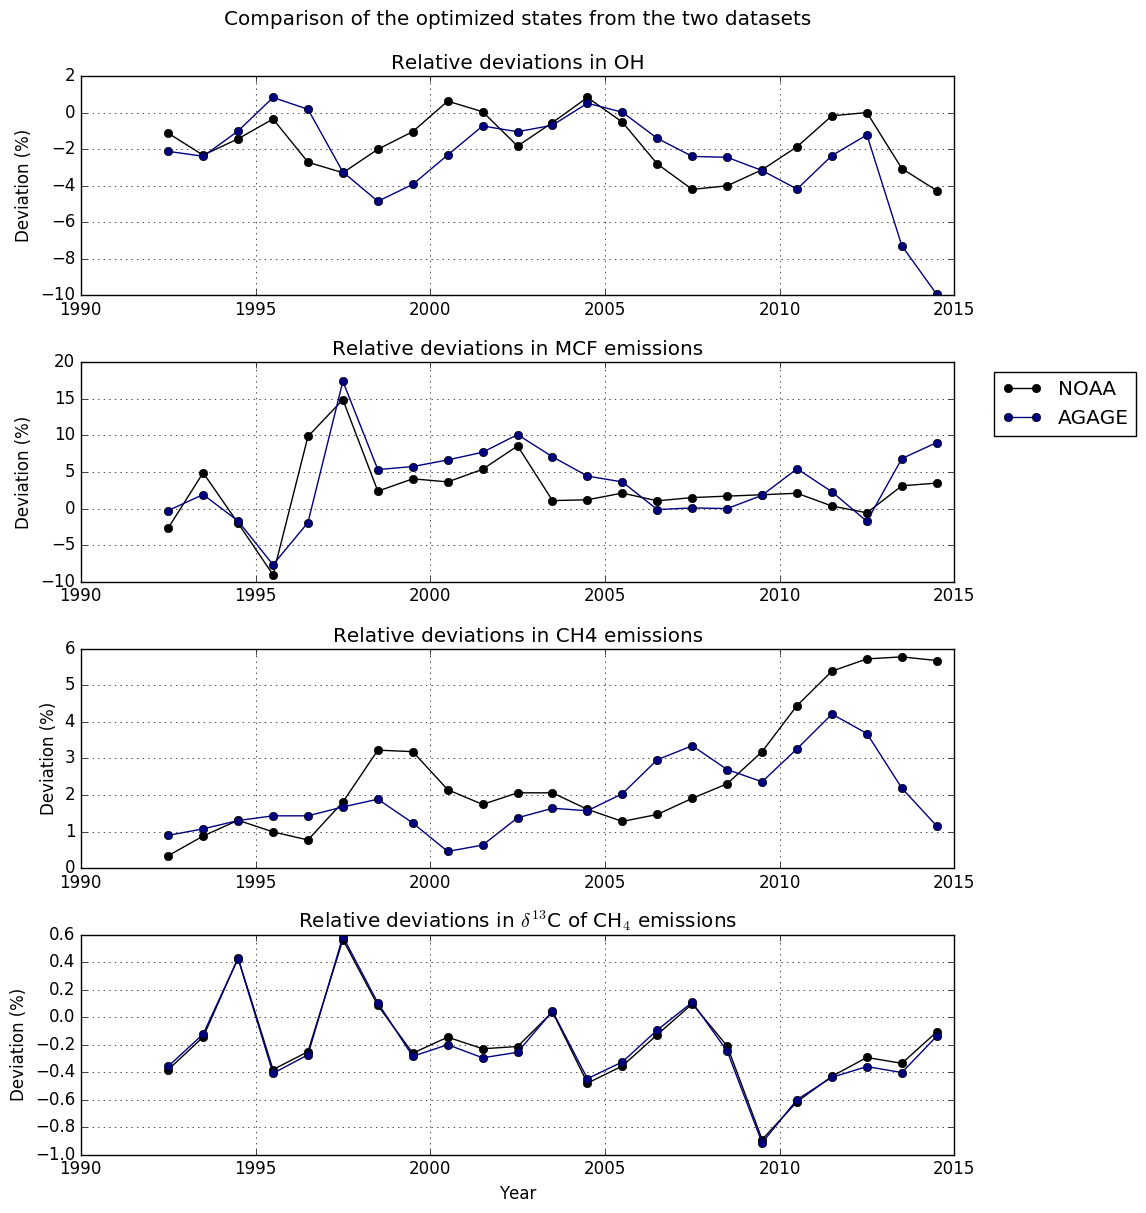 Comparison of the optimized states from the two datasets
Relative deviations in OH
Deviation (%)
2
0
−2
−4
−6
−8
−10
1990 1995 2000 2005 2010 2015
Relative deviations in MCF emissions
Deviation (%)
20
15
10
5
0
−5
−10
1990 1995 2000 2005 2010 2015
NOAA
AGAGE
Relative deviations in CH4 emissions
Deviation (%)
6
5
4
3
2
1
0
1990 1995 2000 2005 2010 2015
Relative deviations in δ¹³C of CH₄ emissions
Deviation (%)
0.6
0.4
0.2
0.0
−0.2
−0.4
−0.6
−0.8
−1.0
1990 1995 2000 2005 2010 2015
Year